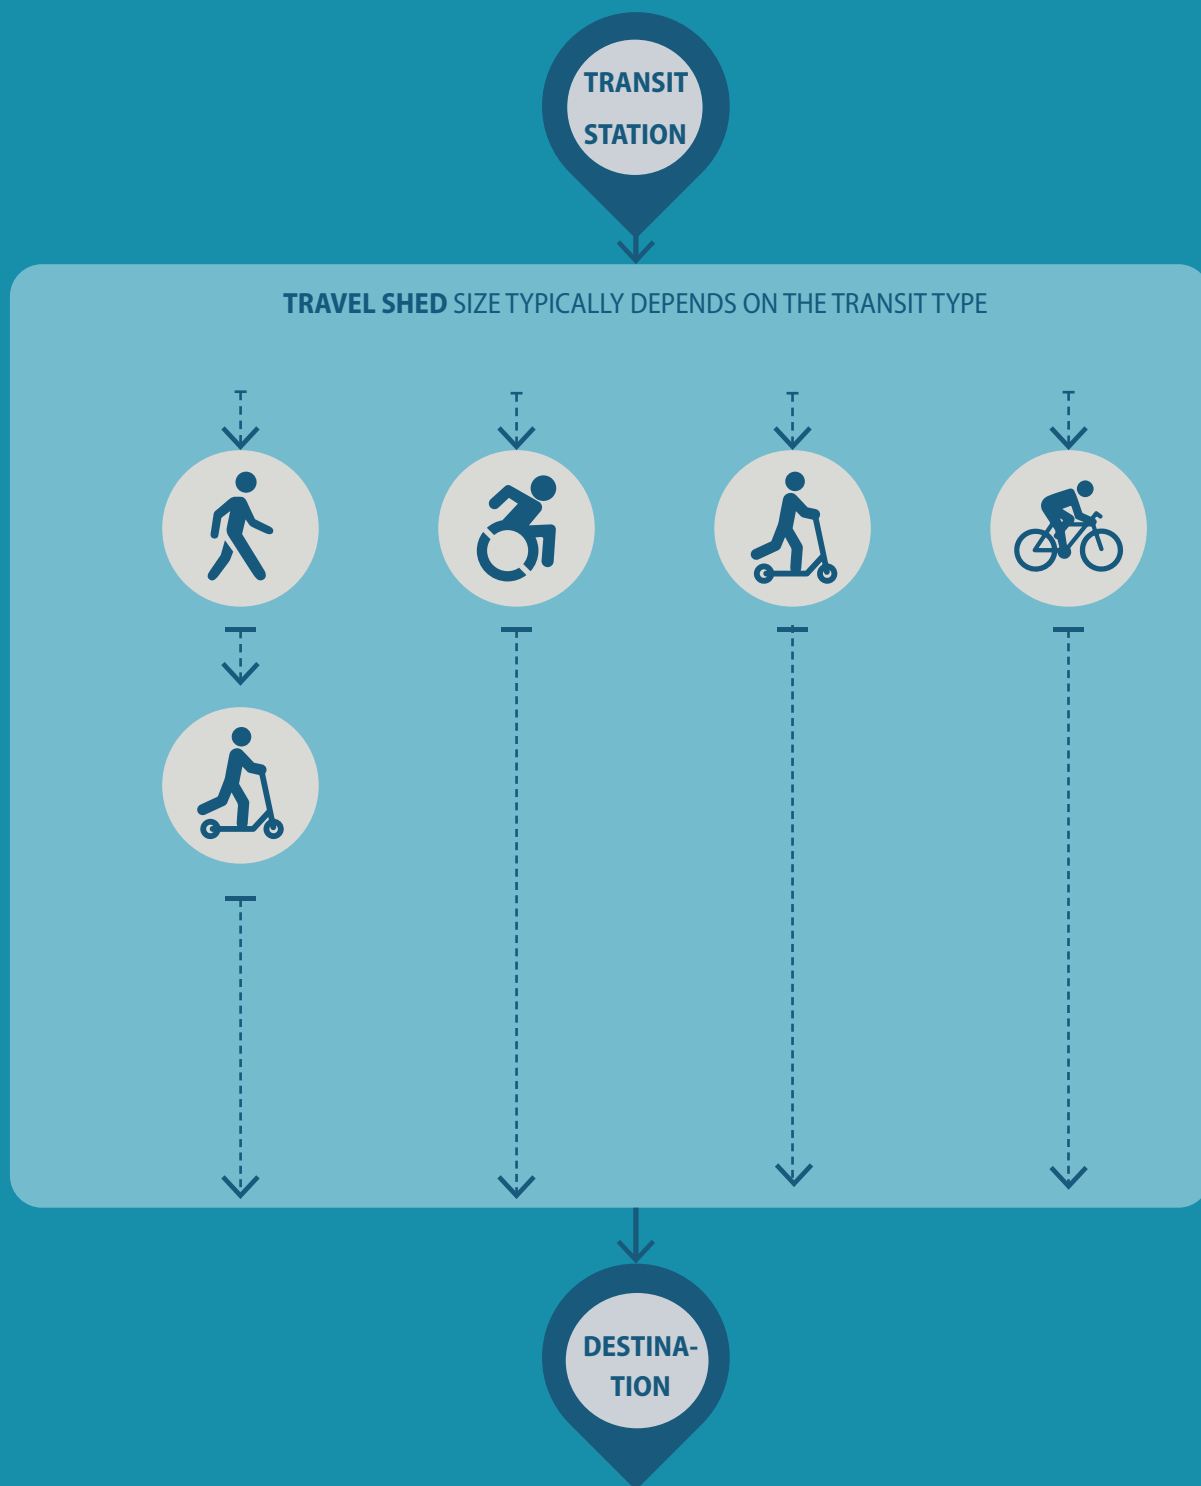 TRANSIT
STATION
TRAVEL SHED SIZE TYPICALLY DEPENDS ON THE TRANSIT TYPE
DESTINA-
TION